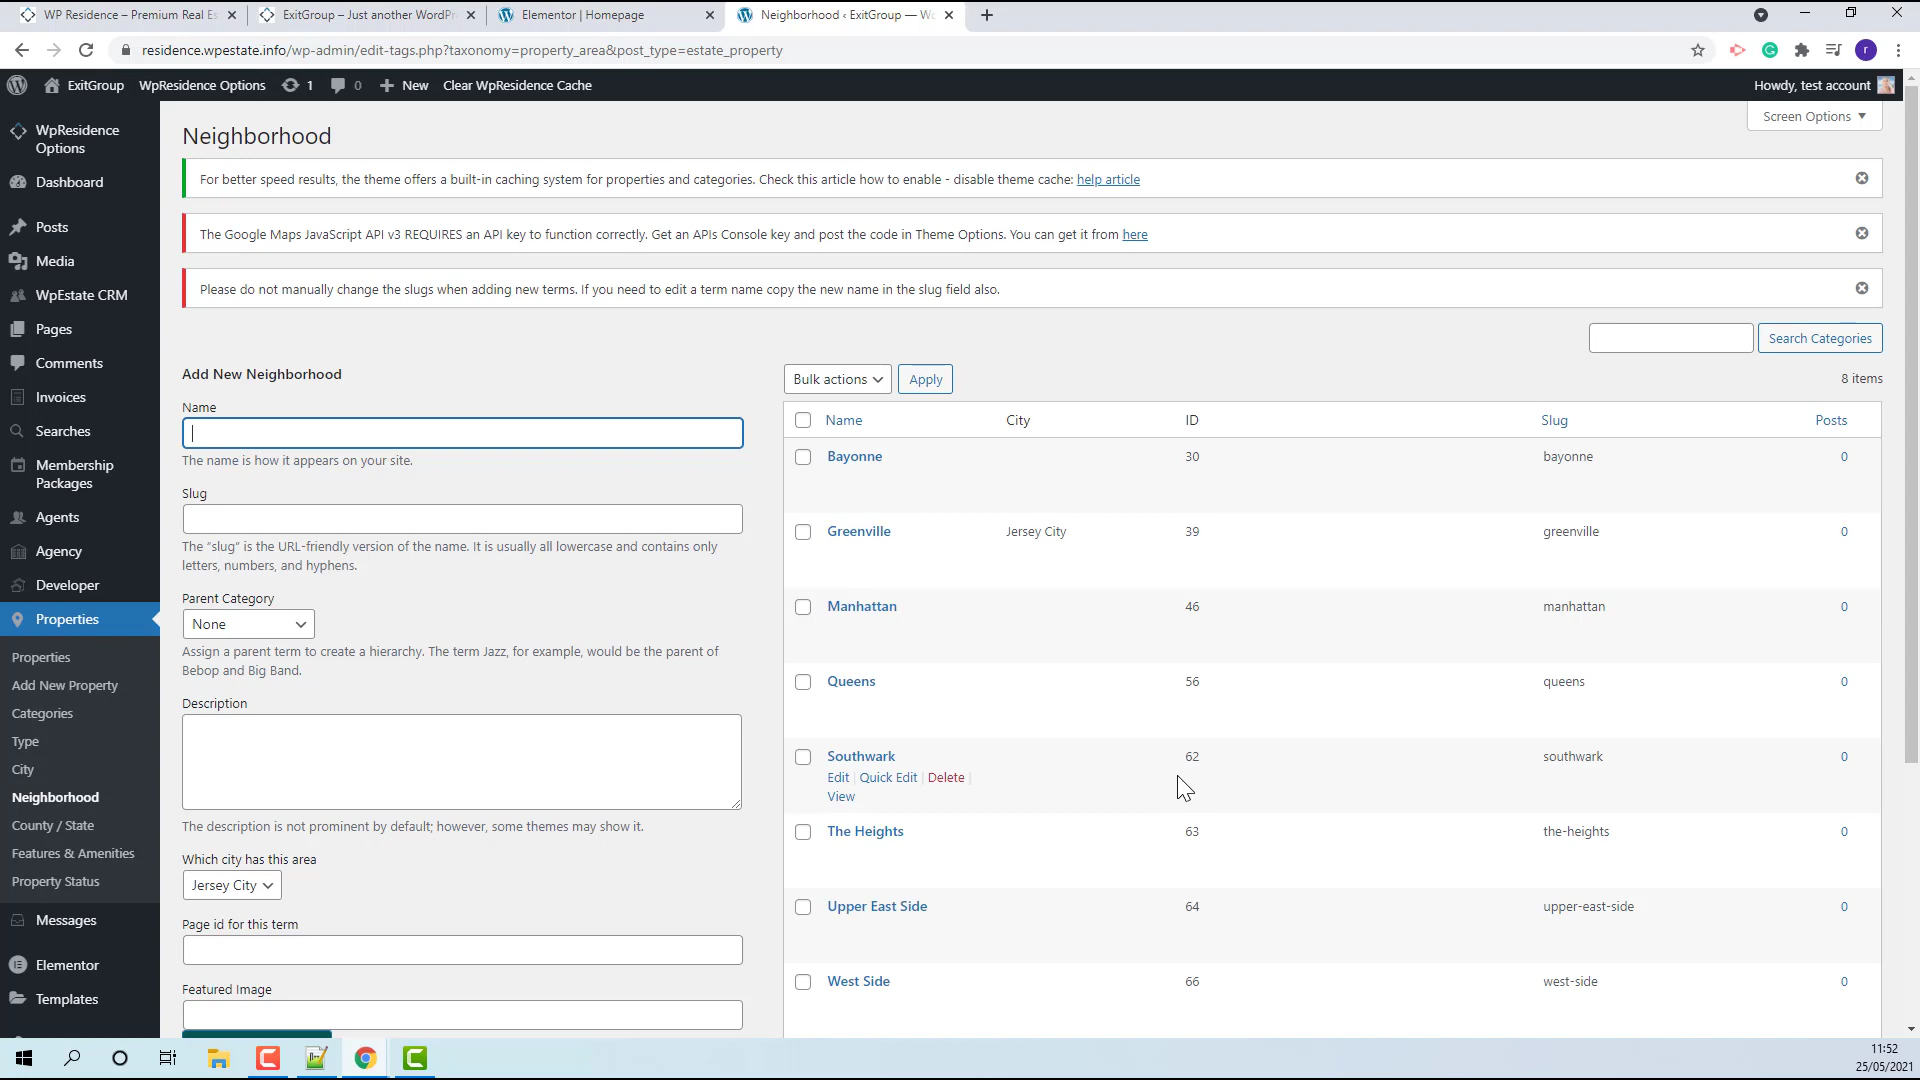 WP Residence – Premium Real Es
ExitGroup – Just another WordPr
Elementor | Homepage
Neighborhood ‹ ExitGroup — Wo
residence.wpestate.info/wp-admin/edit-tags.php?taxonomy=property_area&post_type=estate_property
r
ExitGroup
WpResidence Options
1
0
New
Clear WpResidence Cache
Howdy, test account
WpResidence
Options
Dashboard
Posts
Media
WpEstate CRM
Pages
Comments
Invoices
Searches
Membership
Packages
Agents
Agency
Developer
Properties
Properties
Add New Property
Categories
Type
City
Neighborhood
County / State
Features & Amenities
Property Status
Messages
Elementor
Templates
Screen Options
Neighborhood
For better speed results, the theme offers a built-in caching system for properties and categories. Check this article how to enable - disable theme cache: help article
The Google Maps JavaScript API v3 REQUIRES an API key to function correctly. Get an APIs Console key and post the code in Theme Options. You can get it from here
Please do not manually change the slugs when adding new terms. If you need to edit a term name copy the new name in the slug field also.
Search Categories
Add New Neighborhood
Name
The name is how it appears on your site.
Slug
The “slug” is the URL-friendly version of the name. It is usually all lowercase and contains only
letters, numbers, and hyphens.
Parent Category
None
Assign a parent term to create a hierarchy. The term Jazz, for example, would be the parent of
Bebop and Big Band.
Description
The description is not prominent by default; however, some themes may show it.
Which city has this area
Jersey City
Page id for this term
Featured Image
Bulk actions
Apply
8 items
Name City ID Slug Posts
Bayonne 30 bayonne 0
Greenville Jersey City 39 greenville 0
Manhattan 46 manhattan 0
Queens 56 queens 0
Southwark 62 southwark 0
Edit | Quick Edit | Delete |
View
The Heights 63 the-heights 0
Upper East Side 64 upper-east-side 0
West Side 66 west-side 0
11:52
25/05/2021